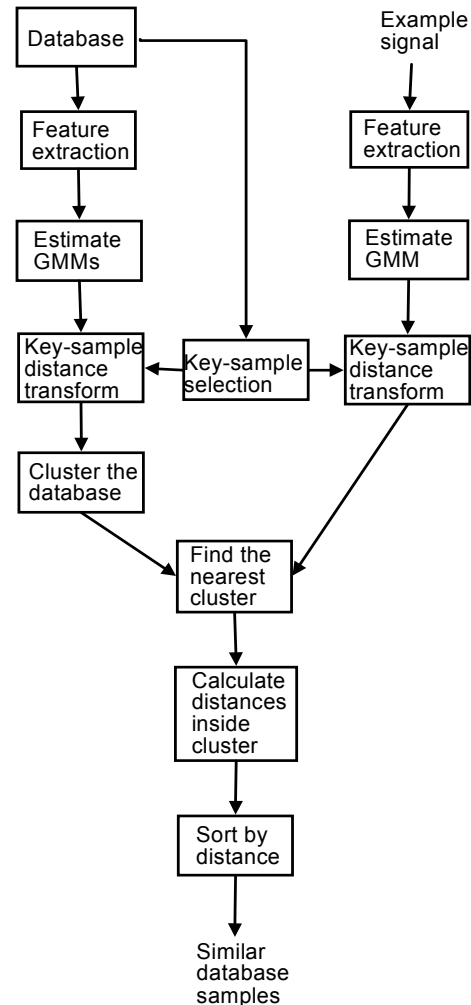 Database
Example
signal
Feature
extraction
Feature
extraction
Estimate
GMMs
Estimate
GMM
Key-sample
distance
transform
Key-sample
selection
Key-sample
distance
transform
Cluster the
database
Find the
nearest
cluster
Calculate
distances
inside
cluster
Sort by
distance
Similar
database
samples